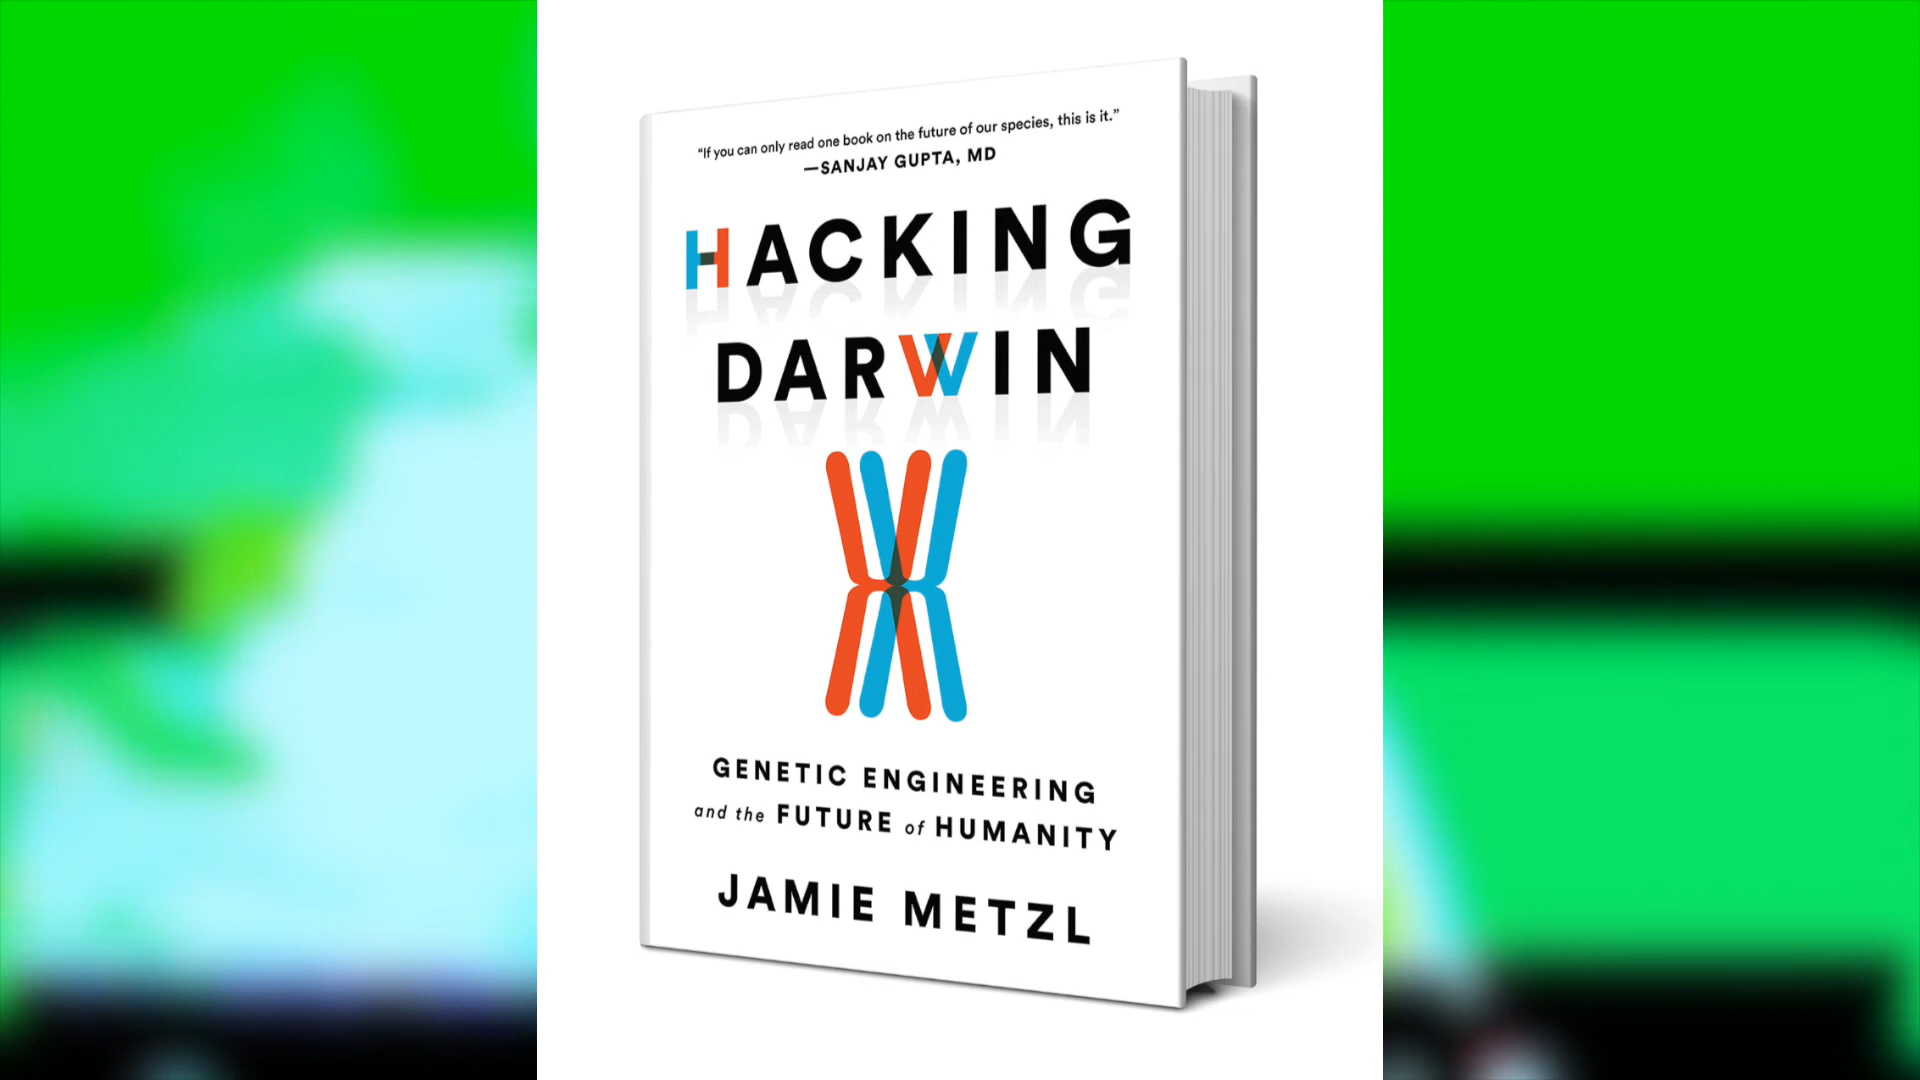 “If you can only read one book on the future of our species, this is it.”
—SANJAY GUPTA, MD
HACKING
DARWIN
GENETIC ENGINEERING
and the FUTURE of HUMANITY
JAMIE METZL